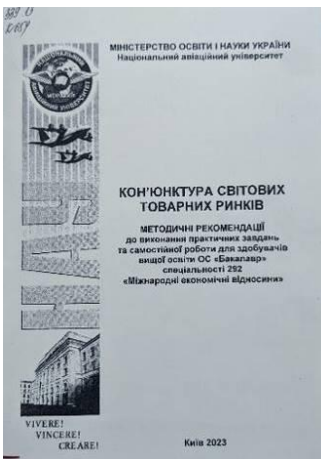 МІНІСТЕРСТВО ОСВІТИ І НАУКИ УКРАЇНИ
Національний авіаційний університет
КОН'ЮНКТУРА СВІТОВИХ
ТОВАРНИХ РИНКІВ
МЕТОДИЧНІ РЕКОМЕНДАЦІЇ
до виконання практичних завдань
та самостійної роботи для здобувачів
вищої освіти ОС «Бакалавр»
спеціальності 292
«Міжнародні економічні відносини»
НАУ
VIVERE!
VINCERE!
CREARE!
Київ 2023